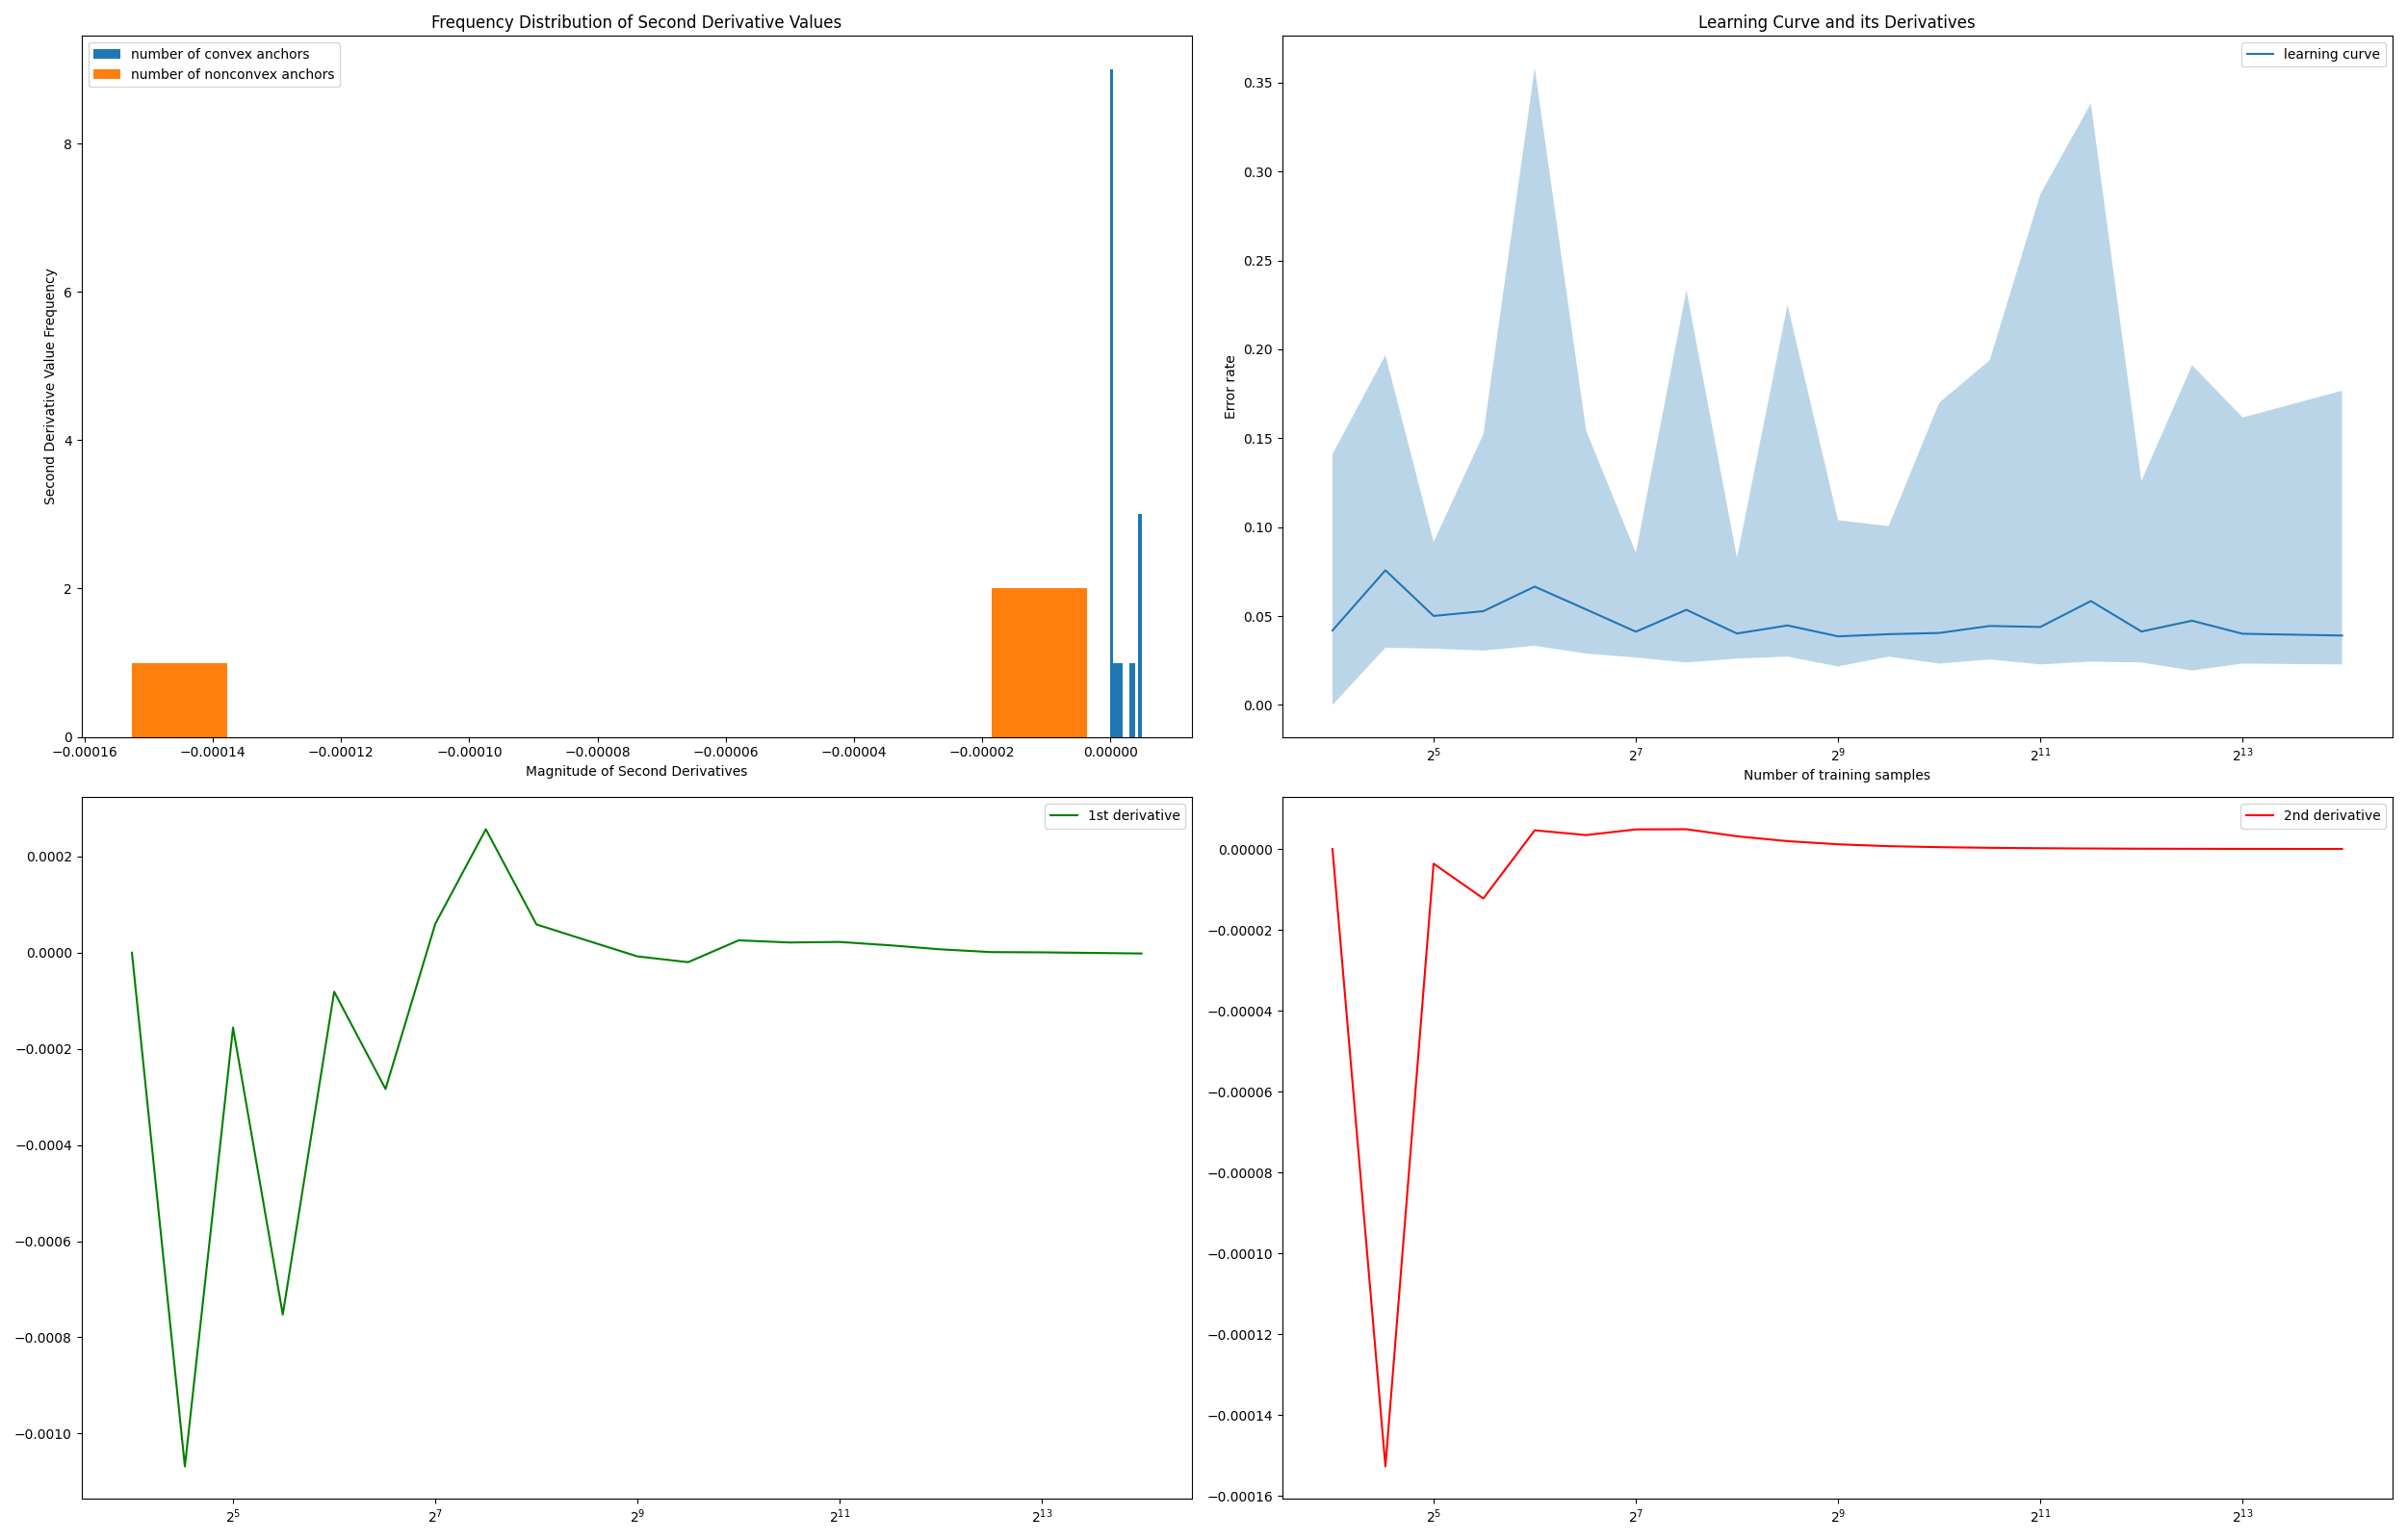 Frequency Distribution of Second Derivative Values
number of convex anchors
number of nonconvex anchors
Second Derivative Value Frequency
8
6
4
2
0
−0.00016 −0.00014 −0.00012 −0.00010 −0.00008 −0.00006 −0.00004 −0.00002 0.00000
Magnitude of Second Derivatives
Learning Curve and its Derivatives
learning curve
Error rate
0.35
0.30
0.25
0.20
0.15
0.10
0.05
0.00
2^5 2^7 2^9 2^11 2^13
Number of training samples
1st derivative
0.0002
0.0000
−0.0002
−0.0004
−0.0006
−0.0008
−0.0010
2^5 2^7 2^9 2^11 2^13
2nd derivative
0.00000
−0.00002
−0.00004
−0.00006
−0.00008
−0.00010
−0.00012
−0.00014
−0.00016
2^5 2^7 2^9 2^11 2^13